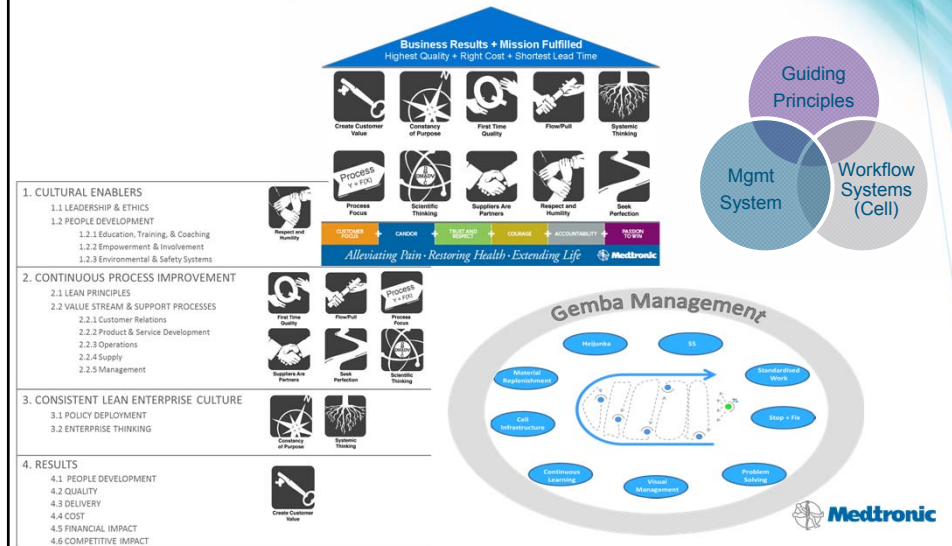 Business Results + Mission Fulfilled
Highest Quality + Right Cost + Shortest Lead Time
Create Customer
Value
Constancy
of Purpose
Q
First Time
Quality
Flow/Pull
Systemic
Thinking
Process
Y = F(X)
Process
Focus
DMADV
Scientific
Thinking
Suppliers Are
Partners
Respect and
Humility
Seek
Perfection
CUSTOMER
FOCUS
+
CANDOR
+
TRUST AND
RESPECT
+
COURAGE
+
ACCOUNTABILITY
+
PASSION
TO WIN
Alleviating Pain · Restoring Health · Extending Life
Medtronic
Guiding
Principles
Mgmt
System
Workflow
Systems
(Cell)
1. CULTURAL ENABLERS
1.1 LEADERSHIP & ETHICS
1.2 PEOPLE DEVELOPMENT
1.2.1 Education, Training, & Coaching
1.2.2 Empowerment & Involvement
1.2.3 Environmental & Safety Systems
Respect and
Humility
2. CONTINUOUS PROCESS IMPROVEMENT
2.1 LEAN PRINCIPLES
2.2 VALUE STREAM & SUPPORT PROCESSES
2.2.1 Customer Relations
2.2.2 Product & Service Development
2.2.3 Operations
2.2.4 Supply
2.2.5 Management
Q
First Time
Quality
Flow/Pull
Process
Y = F(X)
Process
Focus
Suppliers Are
Partners
Seek
Perfection
DMADV
Scientific
Thinking
3. CONSISTENT LEAN ENTERPRISE CULTURE
3.1 POLICY DEPLOYMENT
3.2 ENTERPRISE THINKING
Constancy
of Purpose
Systemic
Thinking
4. RESULTS
4.1 PEOPLE DEVELOPMENT
4.2 QUALITY
4.3 DELIVERY
4.4 COST
4.5 FINANCIAL IMPACT
4.6 COMPETITIVE IMPACT
Create Customer
Value
Gemba Management
Heijunka
5S
Material
Replenishment
Standardised
Work
Cell
Infrastructure
Stop + Fix
Continuous
Learning
Visual
Management
Problem
Solving
Medtronic